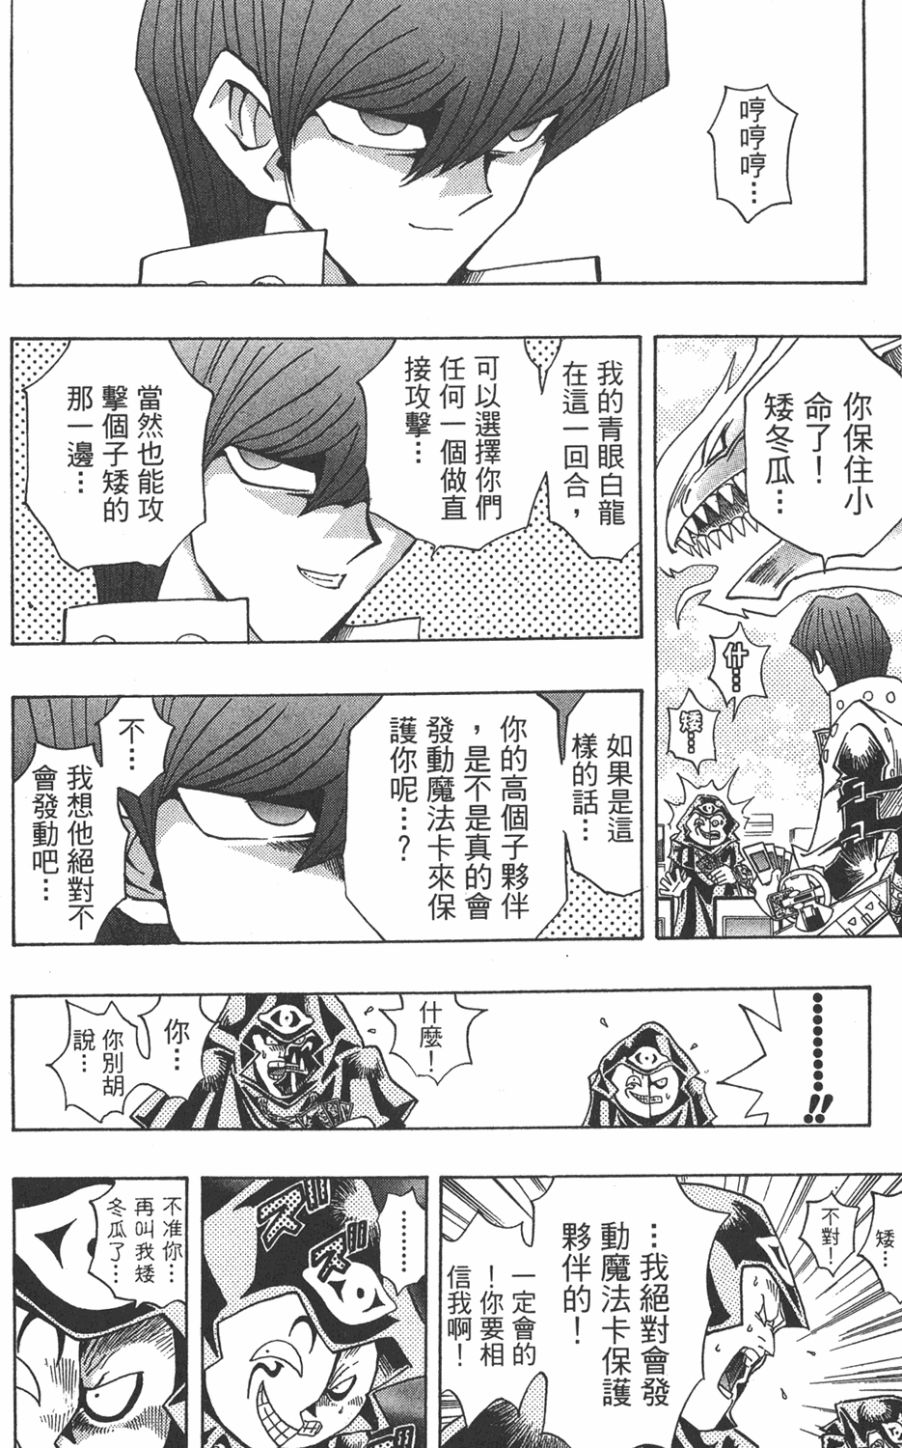 哼哼哼⋯
你保住小
命了！
矮冬瓜⋯
什⋯
矮⋯
我的青眼白龍
在這一回合，
可以選擇你們
任何一個做直
接攻擊⋯
當然也能攻
擊個子矮的
那一邊⋯
如果是這
樣的話⋯
你的高個子夥伴
，是不是真的會
發動魔法卡來保
護你呢⋯？
不⋯
我想他絕對不
會發動吧⋯
⋯⋯⋯!!
什麼！
你⋯
你別胡
說⋯
矮⋯
不對！
⋯我絕對會發
動魔法卡保護
夥伴的！
一定會的
！你要相
信我啊！
⋯⋯⋯
不准你⋯
再叫我矮
冬瓜了⋯